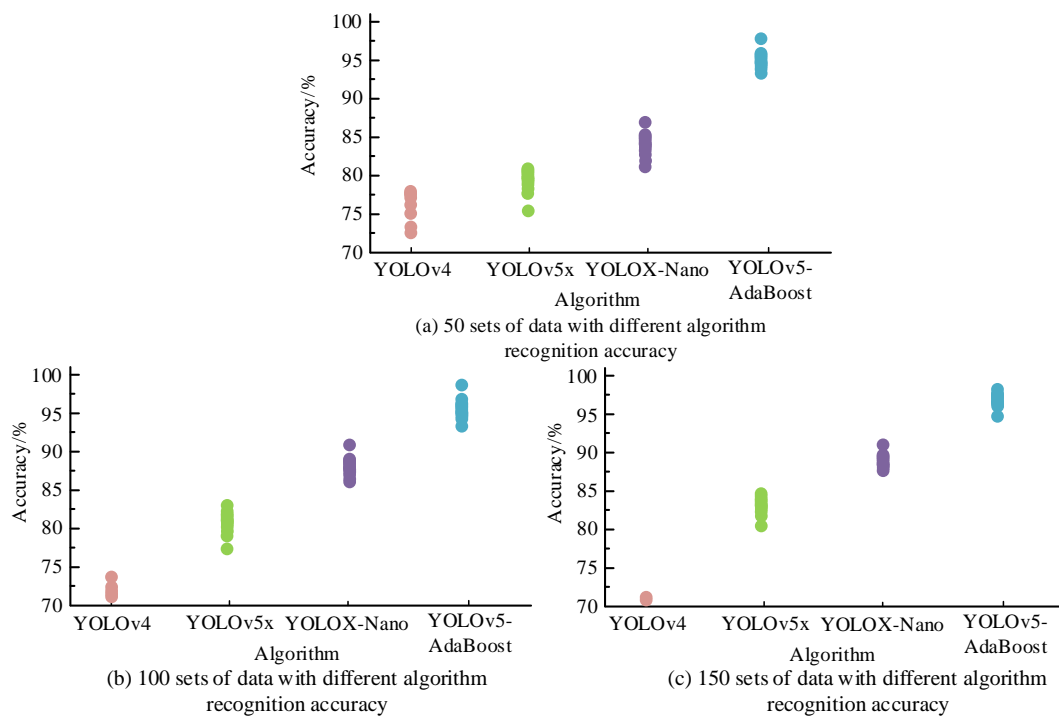 100
95
90
85
80
75
70
Accuracy/%
YOLOv4
YOLOv5x
YOLOX-Nano
YOLOv5-
AdaBoost
Algorithm
(a) 50 sets of data with different algorithm
recognition accuracy
100
95
90
85
80
75
70
Accuracy/%
YOLOv4
YOLOv5x
YOLOX-Nano
YOLOv5-
AdaBoost
Algorithm
(b) 100 sets of data with different algorithm
recognition accuracy
100
95
90
85
80
75
70
Accuracy/%
YOLOv4
YOLOv5x
YOLOX-Nano
YOLOv5-
AdaBoost
Algorithm
(c) 150 sets of data with different algorithm
recognition accuracy